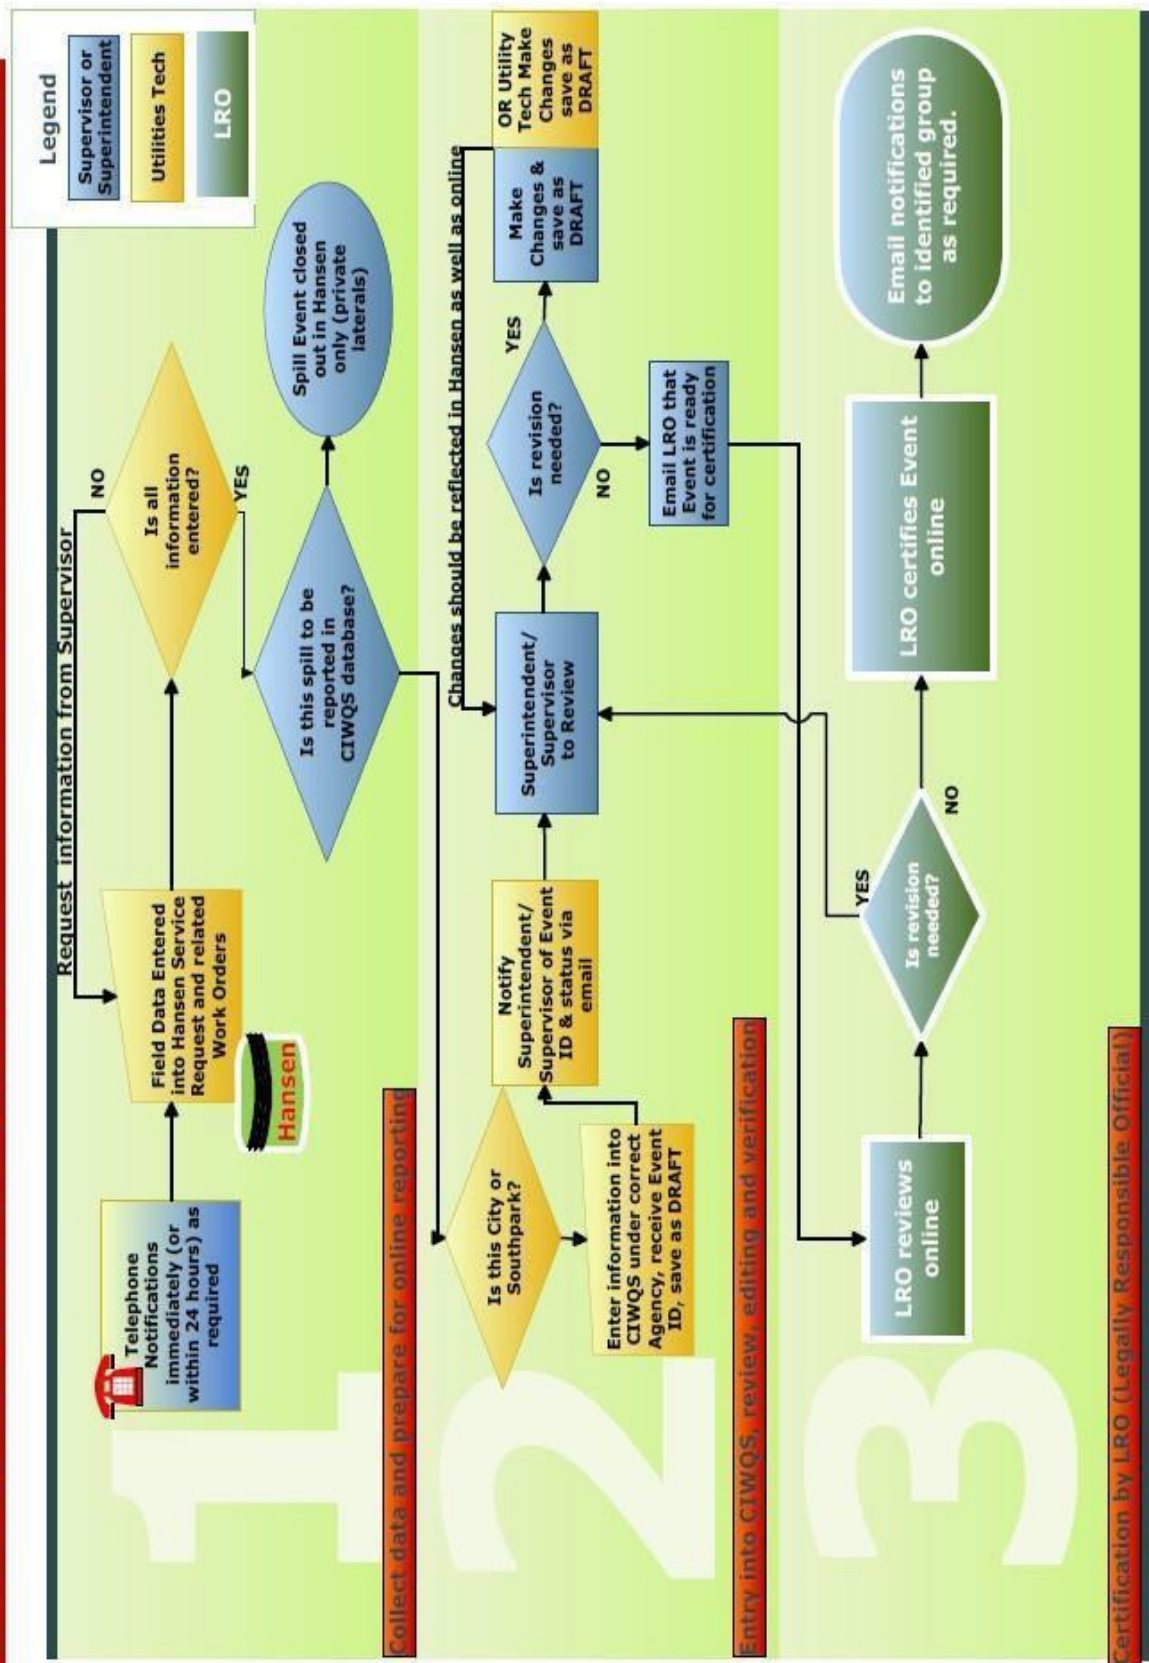 Legend
Supervisor or
Superintendent
Utilities Tech
LRO
Request information from Supervisor
Telephone
Notifications
immediately (or
within 24 hours) as
required
Field Data Entered
into Hansen Service
Request and related
Work Orders
Hansen
NO
Is all
information
entered?
YES
Is this spill to be
reported in
CIWQS database?
Spill Event closed
out in Hansen
only (private
laterals)
1
Collect data and prepare for online reporting
Is this City or
Southpark?
Enter information into
CIWQS under correct
Agency, receive Event
ID, save as DRAFT
Notify
Superintendent/
Supervisor of Event
ID & status via
email
Changes should be reflected in Hansen as well as online
Superintendent/
Supervisor
to Review
Is revision
needed?
YES
NO
Make
Changes &
save as
DRAFT
OR Utility
Tech Make
Changes
save as
DRAFT
Email LRO that
Event is ready
for certification
2
Entry into CIWQS, review, editing and verification
LRO reviews
online
YES
Is revision
needed?
NO
LRO certifies Event
online
Email notifications
to identified group
as required.
3
Certification by LRO (Legally Responsible Official)